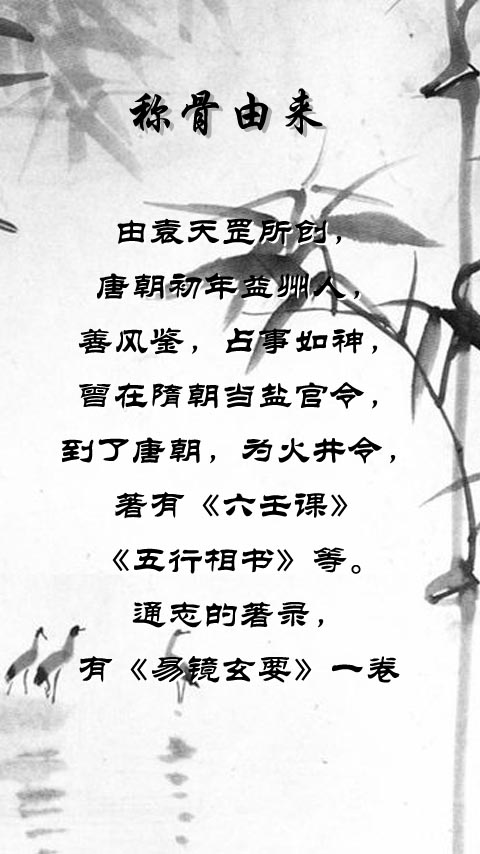 称骨由来
由袁天罡所创，
唐朝初年益州人，
善风鉴，占事如神，
曾在隋朝当盐官令，
到了唐朝，为火井令，
著有《六壬课》
《五行相书》等。
通志的著录，
有《易镜玄要》一卷